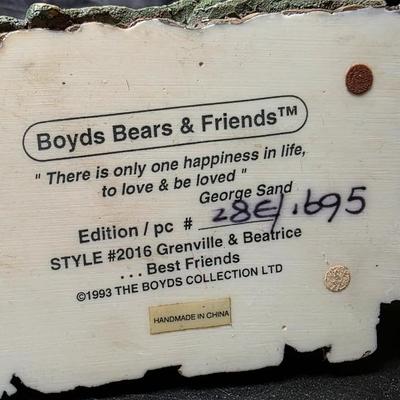 Boyds Bears & Friends™
" There is only one happiness in life,
to love & be loved "
George Sand
Edition / pc # 28E/.695
STYLE #2016 Grenville & Beatrice
. . . Best Friends
©1993 THE BOYDS COLLECTION LTD
HANDMADE IN CHINA